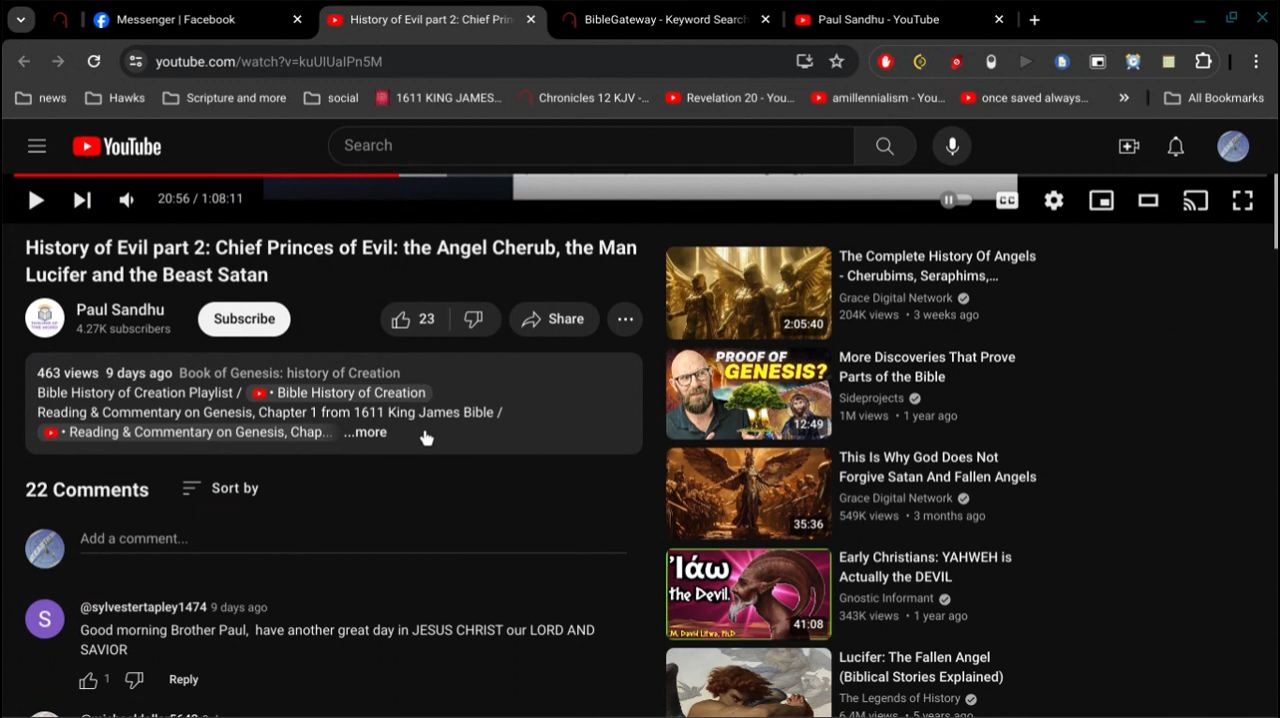 Messenger | Facebook
History of Evil part 2: Chief Prin
BibleGateway - Keyword Search
Paul Sandhu - YouTube
youtube.com/watch?v=kuUIUaIPn5M
news
Hawks
Scripture and more
social
1611 KING JAMES...
Chronicles 12 KJV -...
Revelation 20 - You...
amillennialism - You...
once saved always...
All Bookmarks
YouTube
Search
20:56 / 1:08:11
CC
History of Evil part 2: Chief Princes of Evil: the Angel Cherub, the Man
Lucifer and the Beast Satan
Paul Sandhu
4.27K subscribers
Subscribe
23
Share
463 views 9 days ago Book of Genesis: history of Creation
Bible History of Creation Playlist / • Bible History of Creation
Reading & Commentary on Genesis, Chapter 1 from 1611 King James Bible /
• Reading & Commentary on Genesis, Chap... ...more
22 Comments
Sort by
Add a comment...
S
@sylvestertapley1474 9 days ago
Good morning Brother Paul, have another great day in JESUS CHRIST our LORD AND
SAVIOR
1
Reply
2:05:40
The Complete History Of Angels
- Cherubims, Seraphims,...
Grace Digital Network
204K views • 3 weeks ago
PROOF OF
GENESIS?
12:49
More Discoveries That Prove
Parts of the Bible
Sideprojects
1M views • 1 year ago
35:36
This Is Why God Does Not
Forgive Satan And Fallen Angels
Grace Digital Network
549K views • 3 months ago
Ἰάω
the Devil.
M. David Litwa, Ph.D
41:08
Early Christians: YAHWEH is
Actually the DEVIL
Gnostic Informant
343K views • 1 year ago
Lucifer: The Fallen Angel
(Biblical Stories Explained)
The Legends of History
6.4M views • 5 years ago